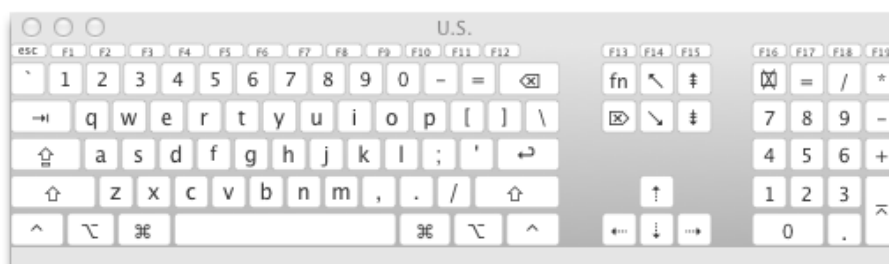 U.S.
esc F1 F2 F3 F4 F5 F6 F7 F8 F9 F10 F11 F12 F13 F14 F15 F16 F17 F18 F19
` 1 2 3 4 5 6 7 8 9 0 - = ⌫ fn ↖ ⇞ ⌧ = / *
⇥ q w e r t y u i o p [ ] \ ⌦ ↘ ⇟ 7 8 9 -
⇪ a s d f g h j k l ; ' ↩ 4 5 6 +
⇧ z x c v b n m , . / ⇧ ⇡ 1 2 3 ⌅
^ ⌥ ⌘ ⌘ ⌥ ^ ⇠ ⇣ ⇢ 0 .